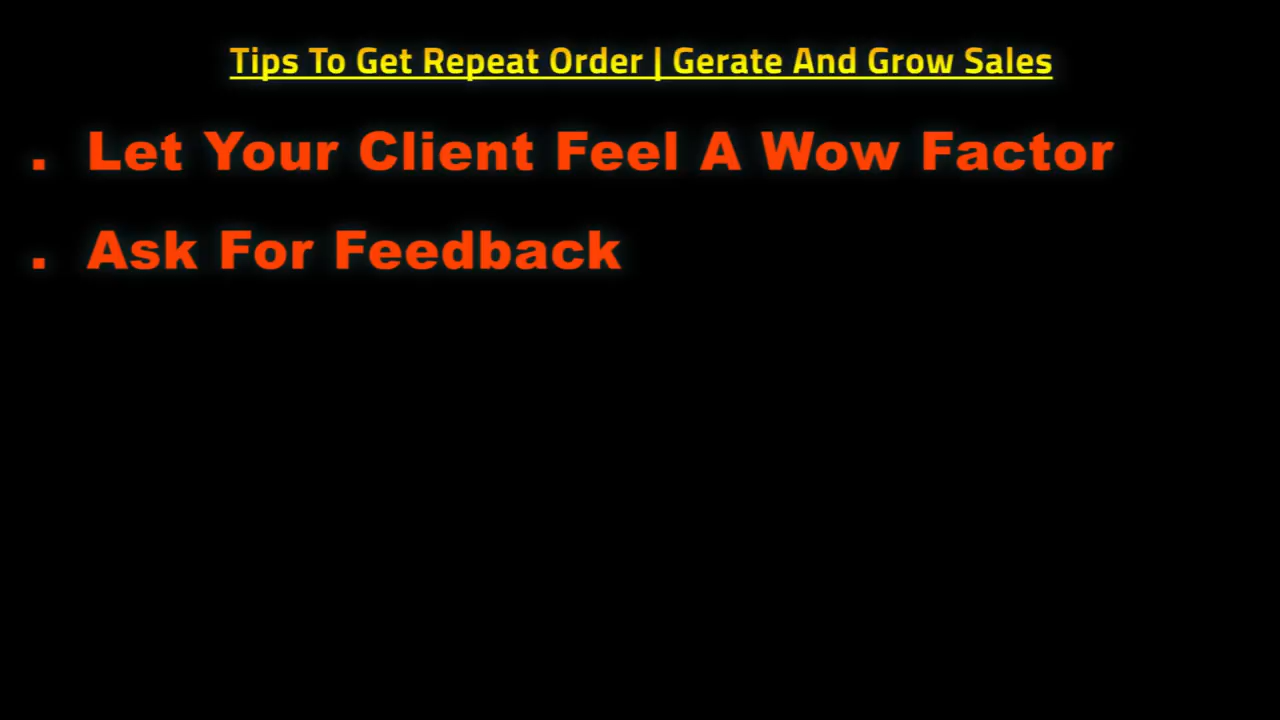 Tips To Get Repeat Order | Gerate And Grow Sales
. Let Your Client Feel A Wow Factor
. Ask For Feedback